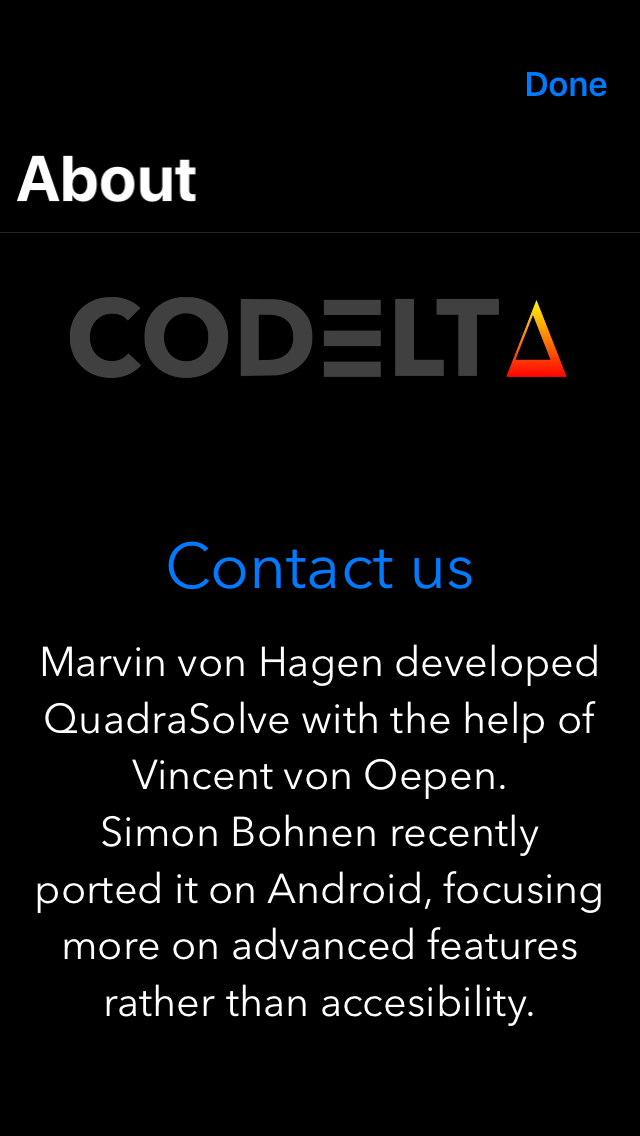 Done
About
CODELTA
Contact us
Marvin von Hagen developed
QuadraSolve with the help of
Vincent von Oepen.
Simon Bohnen recently
ported it on Android, focusing
more on advanced features
rather than accesibility.